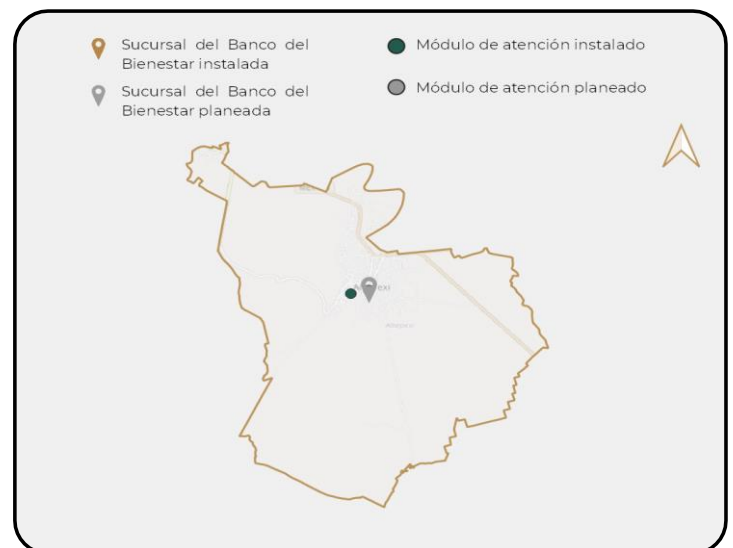 Sucursal del Banco del
Bienestar instalada
Sucursal del Banco del
Bienestar planeada
Módulo de atención instalado
Módulo de atención planeado